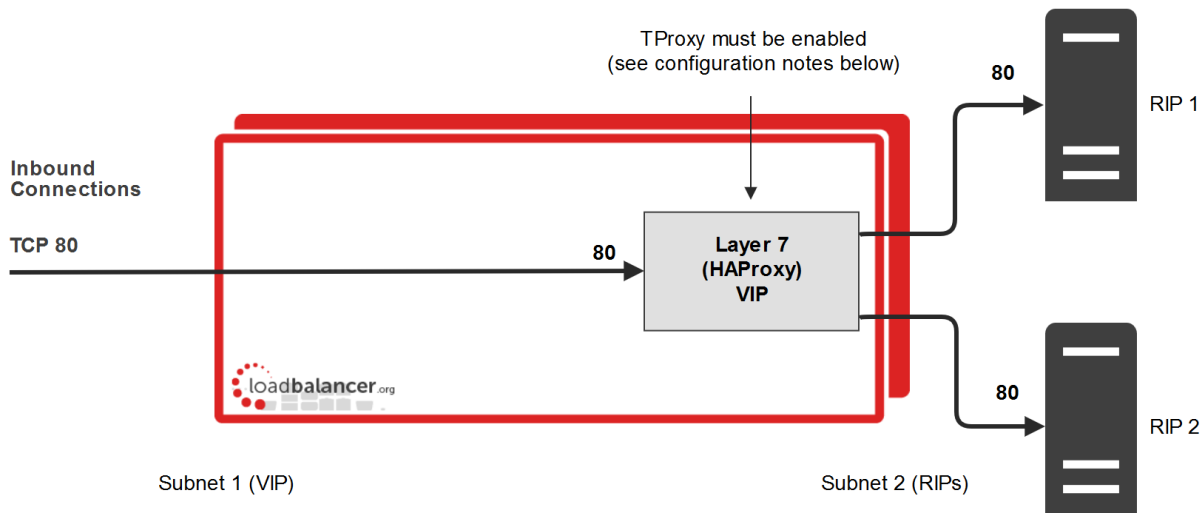 TProxy must be enabled
(see configuration notes below)
80
RIP 1
Inbound
Connections
TCP 80
80
Layer 7
(HAProxy)
VIP
loadbalancer.org
80
RIP 2
Subnet 1 (VIP)
Subnet 2 (RIPs)